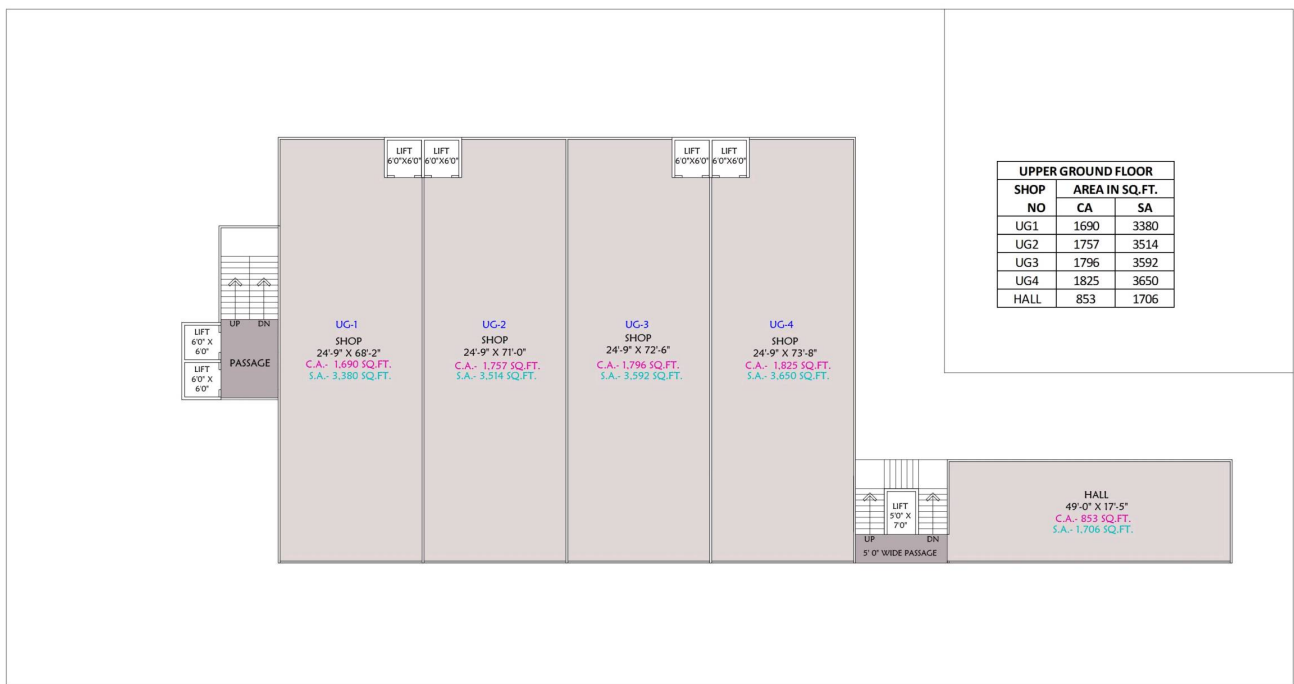 LIFT
6'0"X6'0"
LIFT
6'0"X6'0"
LIFT
6'0"X6'0"
LIFT
6'0"X6'0"
UPPER GROUND FLOOR
SHOP NO AREA IN SQ.FT.
CA SA
UG1 1690 3380
UG2 1757 3514
UG3 1796 3592
UG4 1825 3650
HALL 853 1706
UP DN
LIFT
6'0" X
6'0"
LIFT
6'0" X
6'0"
PASSAGE
UG-1
SHOP
24'-9" X 68'-2"
C.A.- 1,690 SQ.FT.
S.A.- 3,380 SQ.FT.
UG-2
SHOP
24'-9" X 71'-0"
C.A.- 1,757 SQ.FT.
S.A.- 3,514 SQ.FT.
UG-3
SHOP
24'-9" X 72'-6"
C.A.- 1,796 SQ.FT.
S.A.- 3,592 SQ.FT.
UG-4
SHOP
24'-9" X 73'-8"
C.A.- 1,825 SQ.FT.
S.A.- 3,650 SQ.FT.
LIFT
5'0" X
7'0"
UP DN
5' 0" WIDE PASSAGE
HALL
49'-0" X 17'-5"
C.A.- 853 SQ.FT.
S.A.- 1,706 SQ.FT.